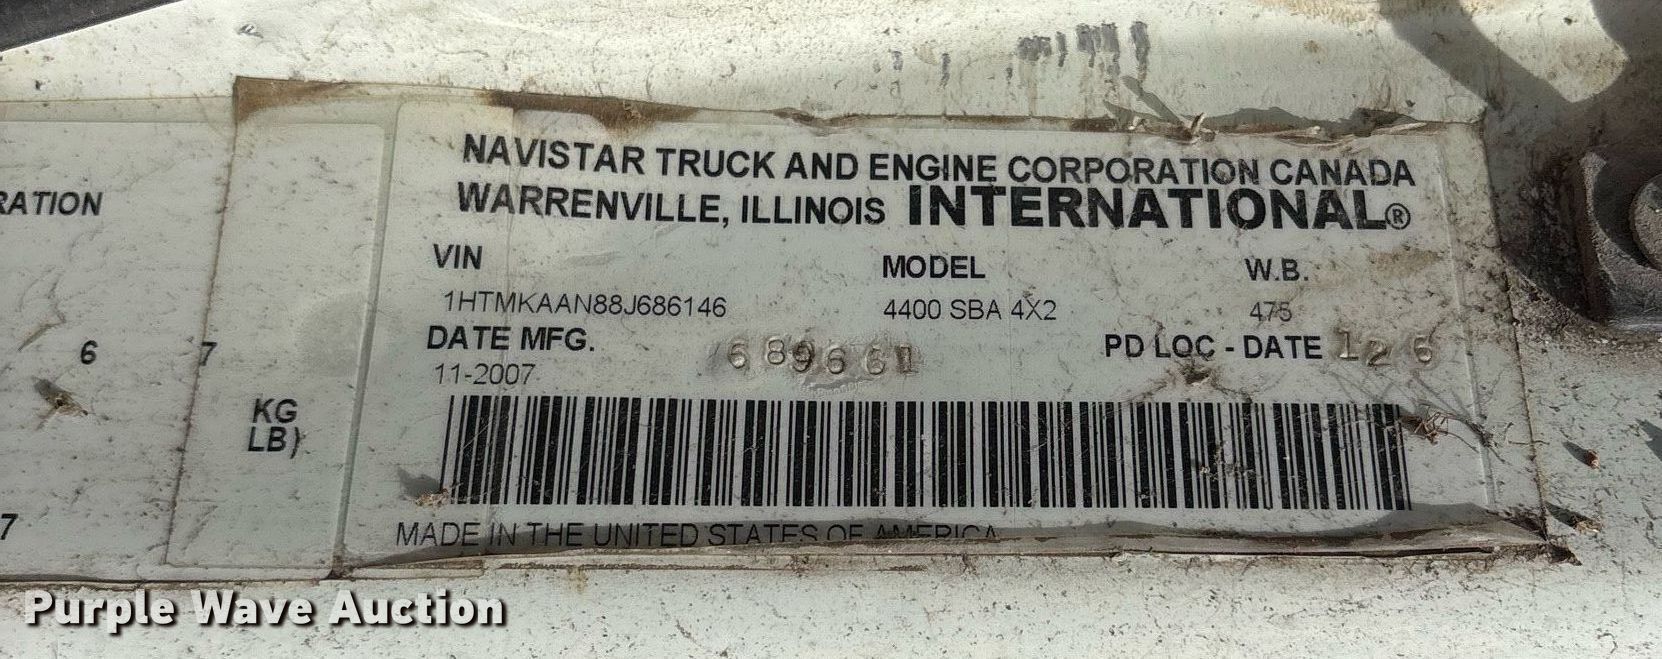 NAVISTAR TRUCK AND ENGINE CORPORATION CANADA
WARRENVILLE, ILLINOIS INTERNATIONAL®
RATION
VIN MODEL W.B.
1HTMKAAN88J686146 4400 SBA 4X2 475
DATE MFG. 689661 PD LOC - DATE 126
6 7
11-2007
KG
LB)
7
MADE IN THE UNITED STATES OF AMERICA
Purple Wave Auction